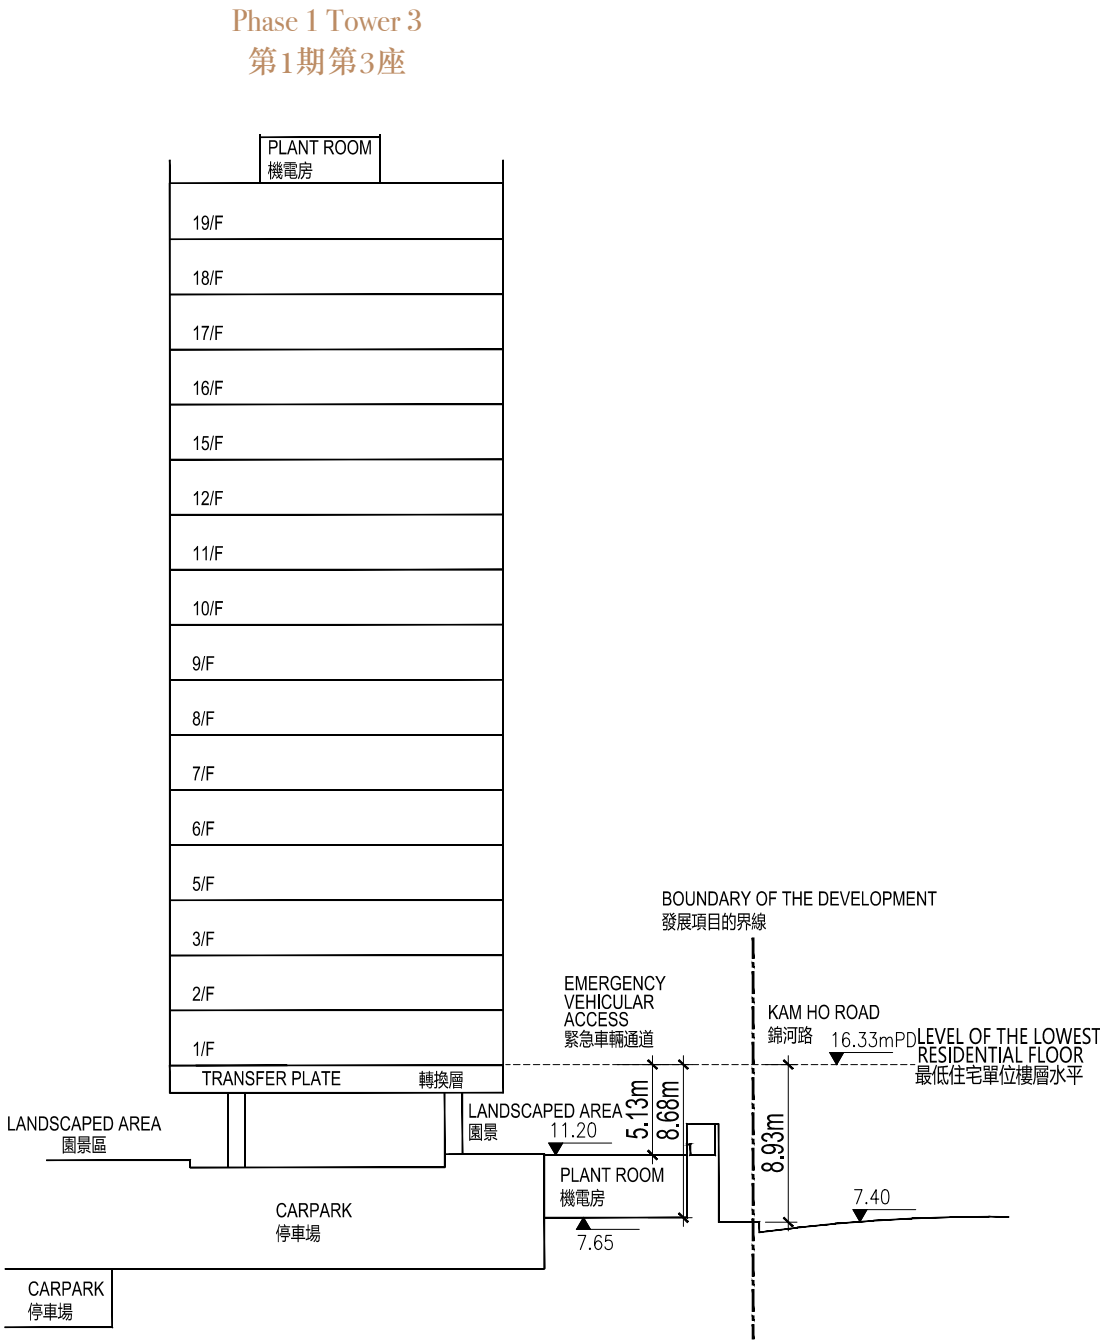 Phase 1 Tower 3
第1期第3座
PLANT ROOM
機電房
19/F
18/F
17/F
16/F
15/F
12/F
11/F
10/F
9/F
8/F
7/F
6/F
5/F
3/F
2/F
1/F
TRANSFER PLATE 轉換層
LANDSCAPED AREA
園景區
CARPARK
停車場
CARPARK
停車場
LANDSCAPED AREA
園景
11.20
PLANT ROOM
機電房
7.65
EMERGENCY
VEHICULAR
ACCESS
緊急車輛通道
5.13m
8.68m
BOUNDARY OF THE DEVELOPMENT
發展項目的界線
KAM HO ROAD
錦河路
16.33mPD
LEVEL OF THE LOWEST
RESIDENTIAL FLOOR
最低住宅單位樓層水平
8.93m
7.40